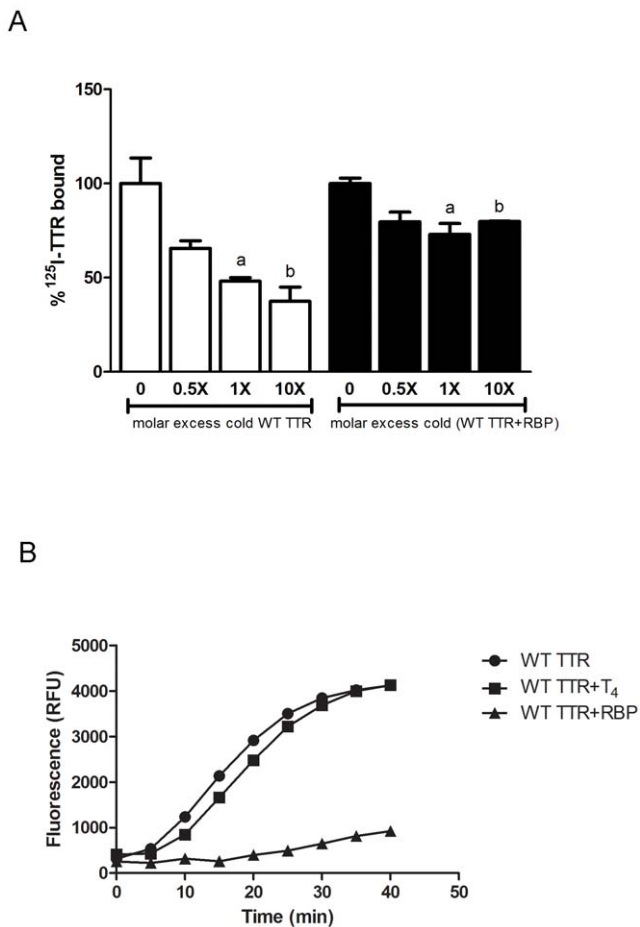 A
150
100
50
0
% ¹²⁵I-TTR bound
a
b
a
b
0 0.5X 1X 10X 0 0.5X 1X 10X
molar excess cold WT TTR molar excess cold (WT TTR+RBP)
B
5000
4000
3000
2000
1000
0
Fluorescence (RFU)
WT TTR
WT TTR+T₄
WT TTR+RBP
0 10 20 30 40 50
Time (min)